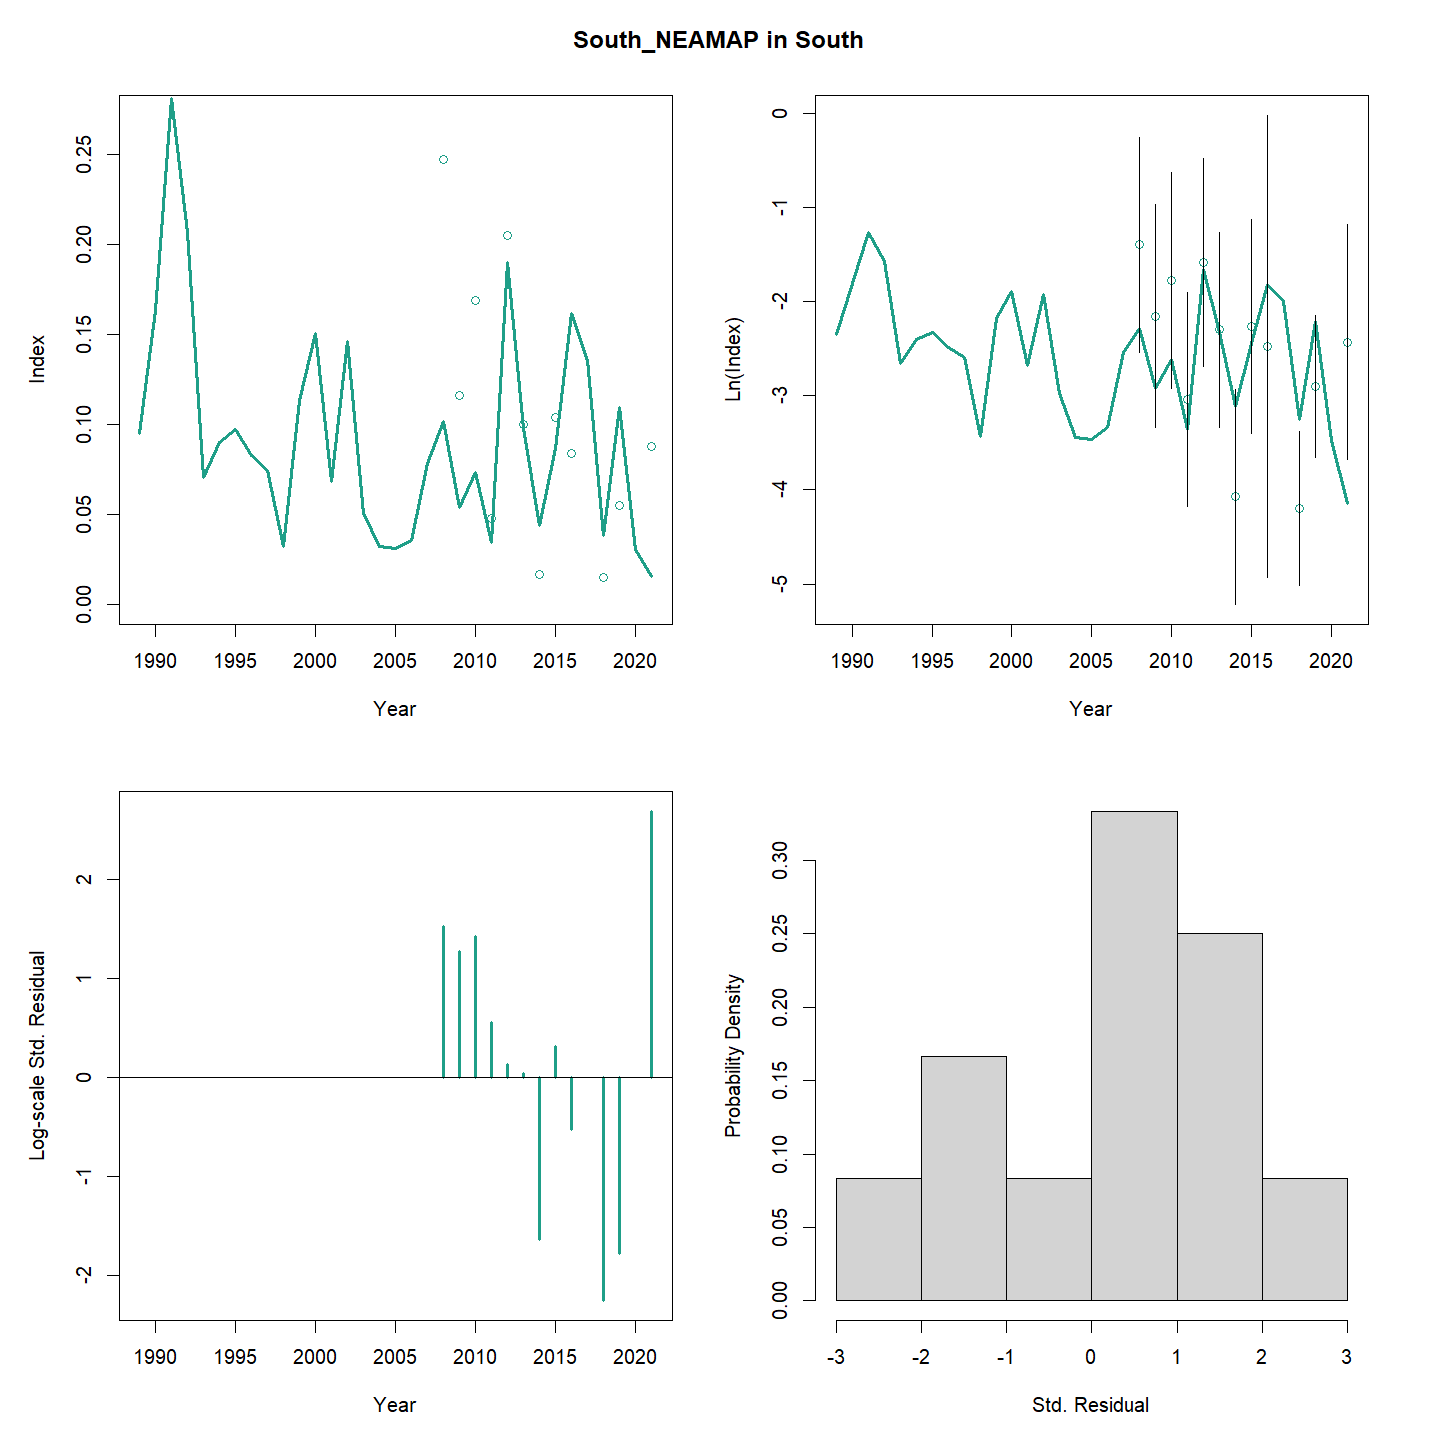 South_NEAMAP in South
Index
0.00 0.05 0.10 0.15 0.20 0.25
1990 1995 2000 2005 2010 2015 2020
Year
Ln(Index)
-5 -4 -3 -2 -1 0
1990 1995 2000 2005 2010 2015 2020
Year
Log-scale Std. Residual
-2 -1 0 1 2
1990 1995 2000 2005 2010 2015 2020
Year
Probability Density
0.00 0.05 0.10 0.15 0.20 0.25 0.30
-3 -2 -1 0 1 2 3
Std. Residual